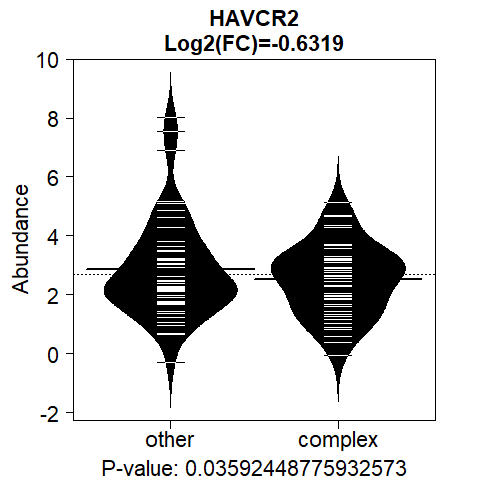 HAVCR2
Log2(FC)=-0.6319
Abundance
10
8
6
4
2
0
-2
other complex
P-value: 0.03592448775932573